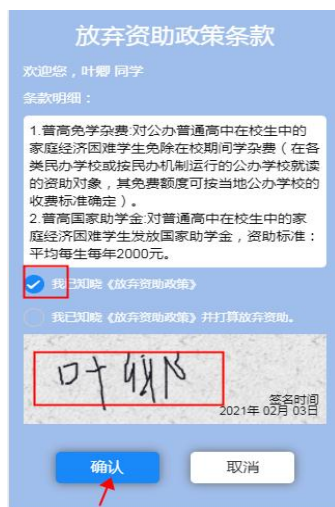 放弃资助政策条款
欢迎您，叶卿 同学
条款明细：
1.普高免学杂费:对公办普通高中在校生中的
家庭经济困难学生免除在校期间学杂费（在各
类民办学校或按民办机制运行的公办学校就读
的资助对象，其免费额度可按当地公办学校的
收费标准确定）。
2.普高国家助学金:对普通高中在校生中的家
庭经济困难学生发放国家助学金，资助标准：
平均每生每年2000元。
我已知晓《放弃资助政策》
我已知晓《放弃资助政策》并打算放弃资助。
叶卿
签名时间
2021年 02月 03日
确认 取消